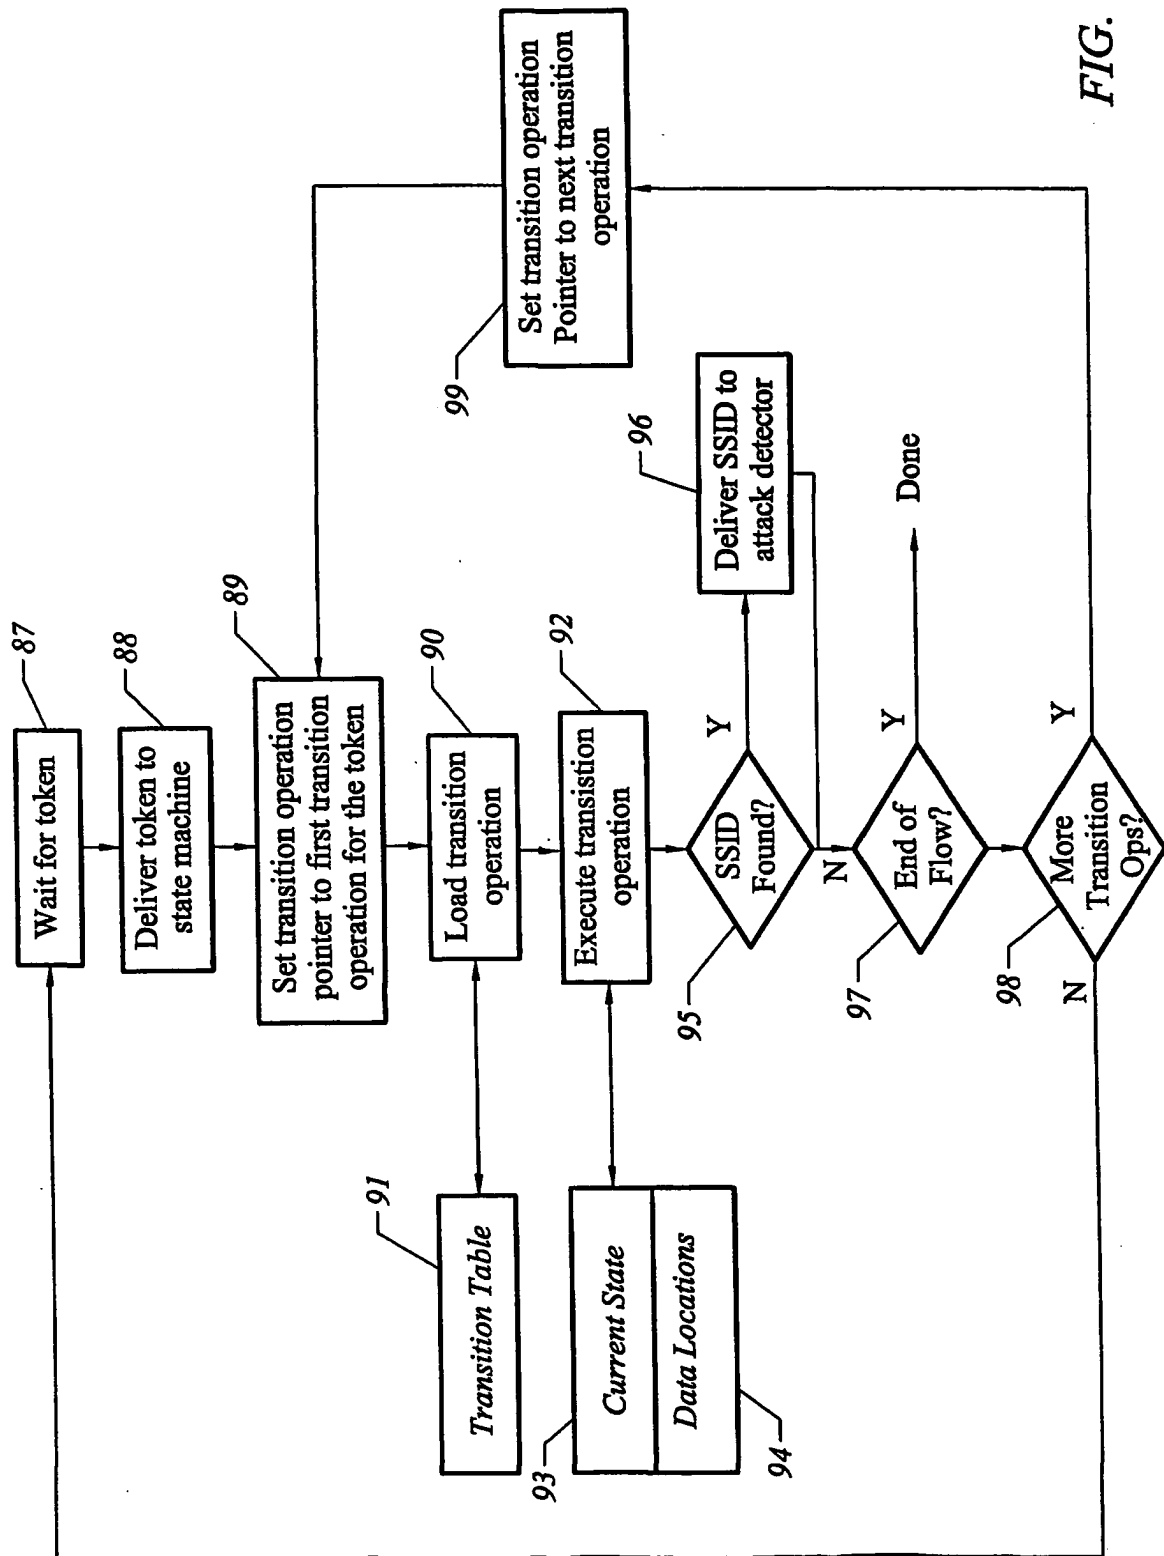 87
Wait for token
88
Deliver token to
state machine
89
Set transition operation
pointer to first transition
operation for the token
90
Load transition
operation
91
Transition Table
92
Execute transistion
operation
93
Current State
Data Locations
94
95
SSID
Found?
Y
N
96
Deliver SSID to
attack detector
97
End of
Flow?
Y
Done
98
More
Transition
Ops?
Y
N
99
Set transition operation
Pointer to next transition
operation
FIG.